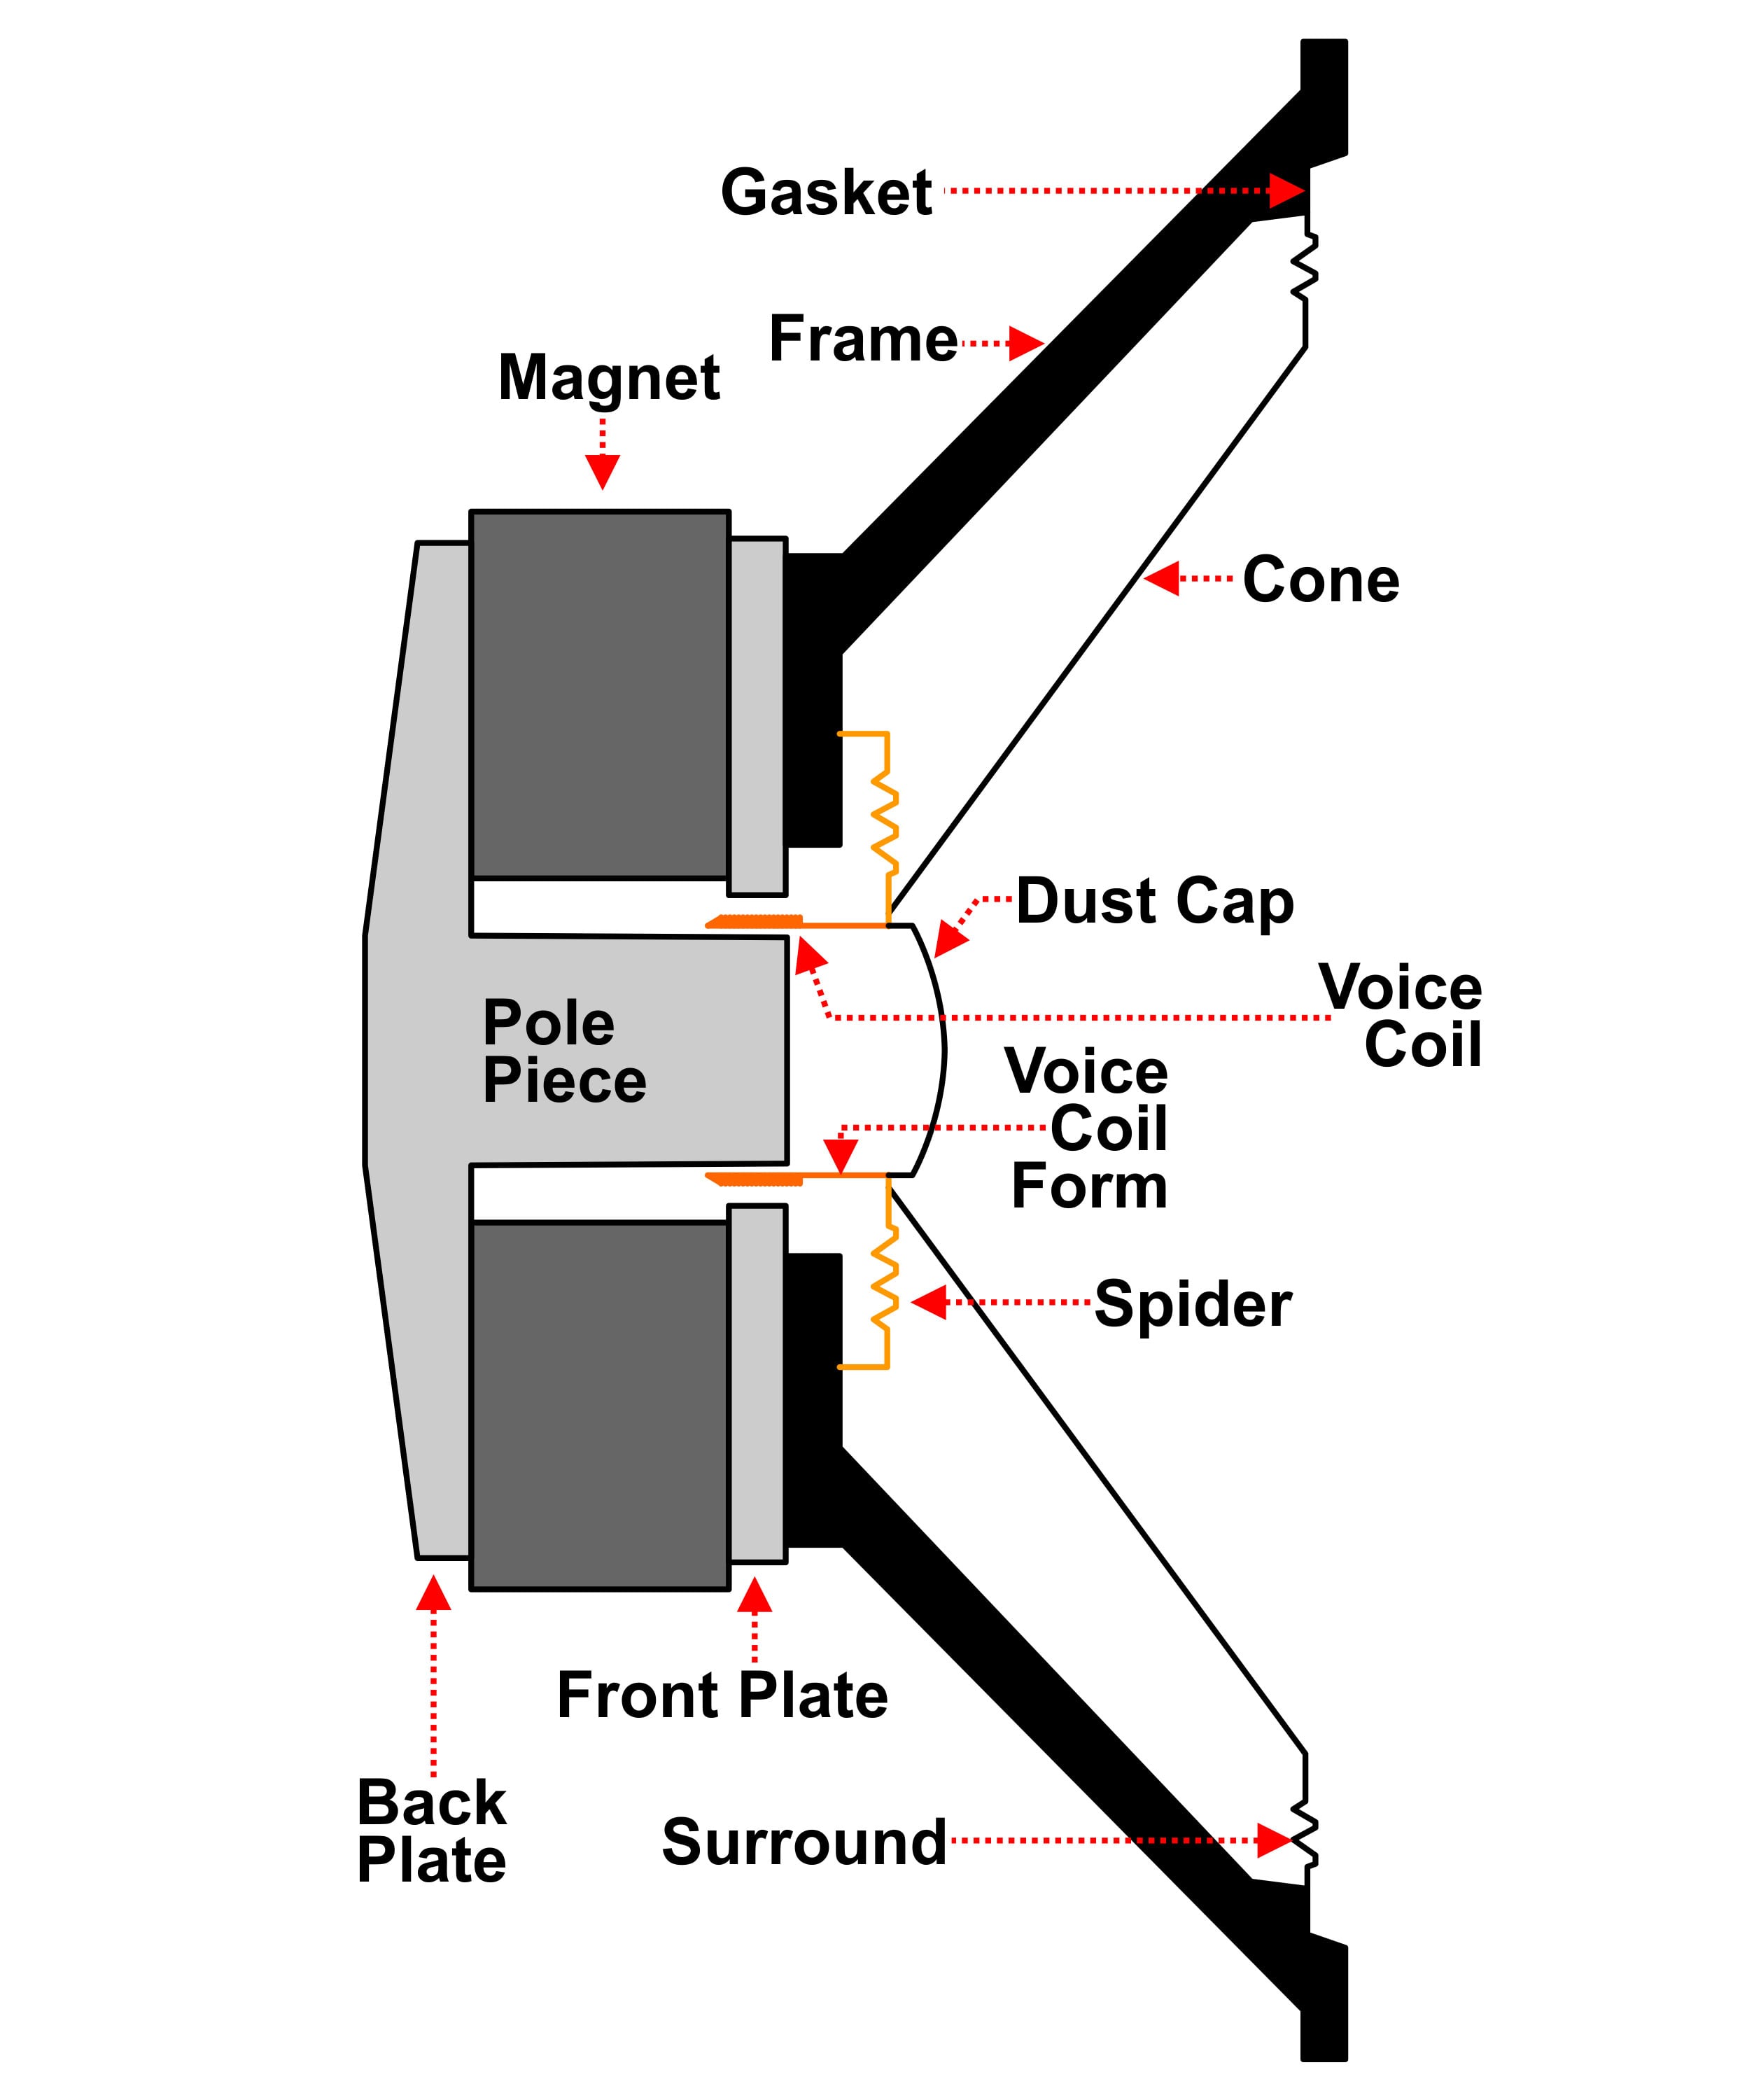 Gasket
Frame
Magnet
Cone
Dust Cap
Voice
Coil
Pole
Piece
Voice
Coil
Form
Spider
Front Plate
Back
Plate
Surround